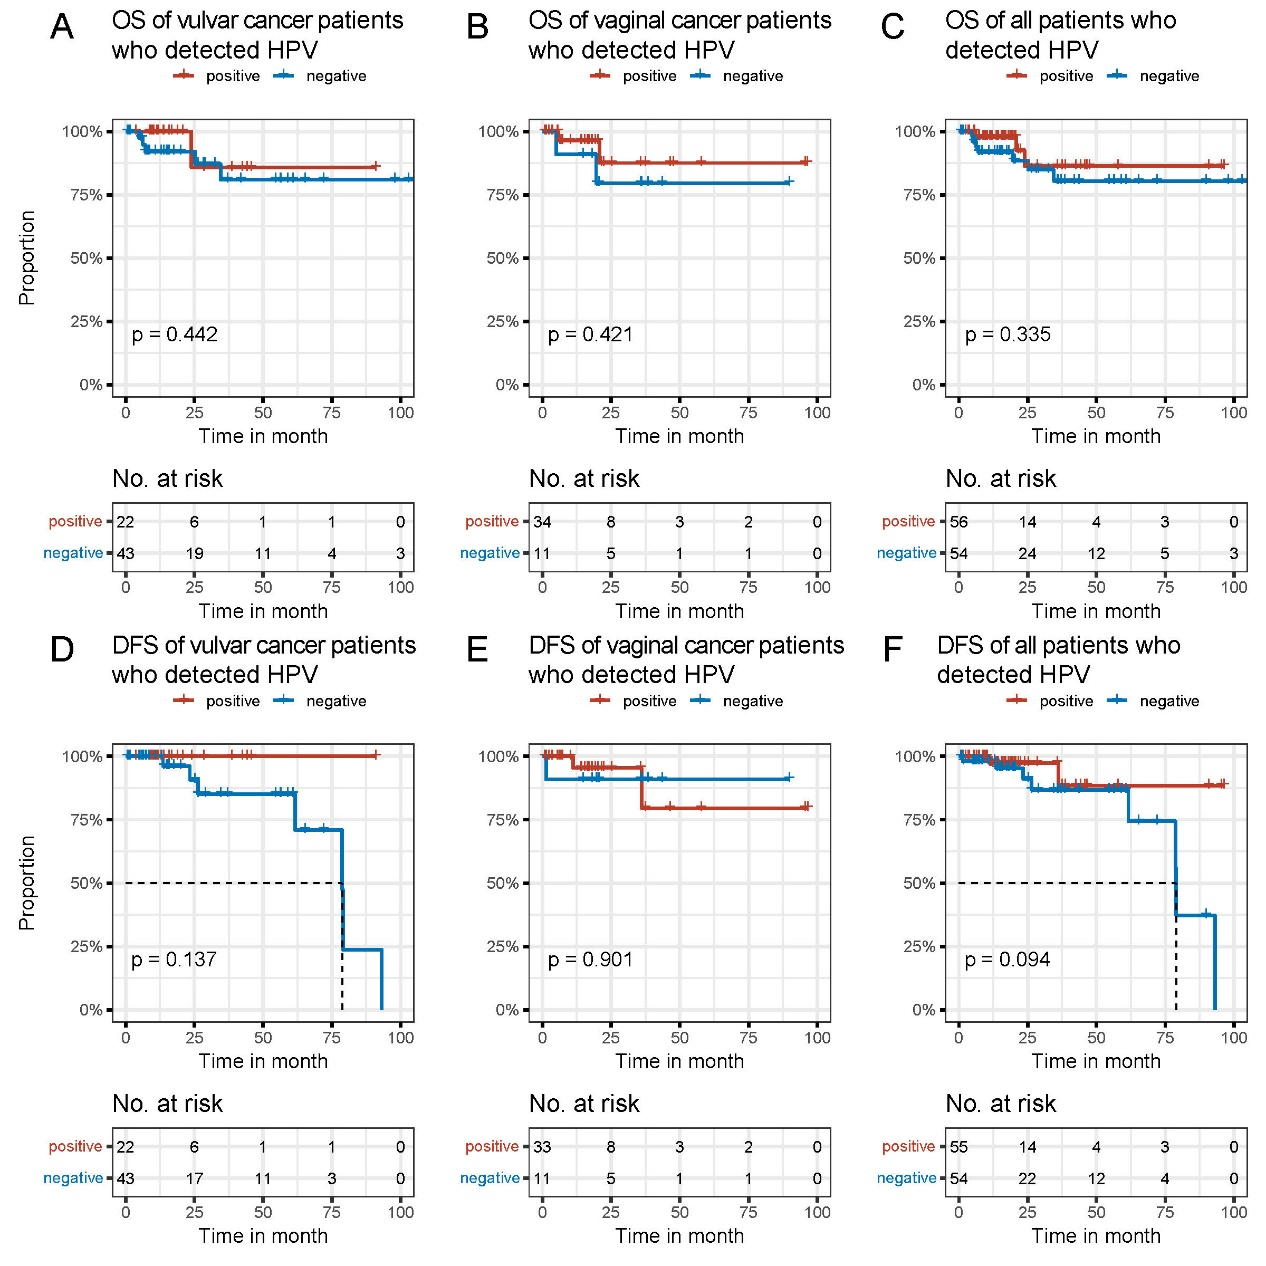 A
OS of vulvar cancer patients
who detected HPV
positive negative
100%
75%
50%
25%
0%
Proportion
p = 0.442
0 25 50 75 100
Time in month
No. at risk
positive 22 6 1 1 0
negative 43 19 11 4 3
0 25 50 75 100
Time in month
B
OS of vaginal cancer patients
who detected HPV
positive negative
100%
75%
50%
25%
0%
p = 0.421
0 25 50 75 100
Time in month
No. at risk
positive 34 8 3 2 0
negative 11 5 1 1 0
0 25 50 75 100
Time in month
C
OS of all patients who
detected HPV
positive negative
100%
75%
50%
25%
0%
p = 0.335
0 25 50 75 100
Time in month
No. at risk
positive 56 14 4 3 0
negative 54 24 12 5 3
0 25 50 75 100
Time in month
D
DFS of vulvar cancer patients
who detected HPV
positive negative
100%
75%
50%
25%
0%
Proportion
p = 0.137
0 25 50 75 100
Time in month
No. at risk
positive 22 6 1 1 0
negative 43 17 11 3 0
0 25 50 75 100
Time in month
E
DFS of vaginal cancer patients
who detected HPV
positive negative
100%
75%
50%
25%
0%
p = 0.901
0 25 50 75 100
Time in month
No. at risk
positive 33 8 3 2 0
negative 11 5 1 1 0
0 25 50 75 100
Time in month
F
DFS of all patients who
detected HPV
positive negative
100%
75%
50%
25%
0%
p = 0.094
0 25 50 75 100
Time in month
No. at risk
positive 55 14 4 3 0
negative 54 22 12 4 0
0 25 50 75 100
Time in month